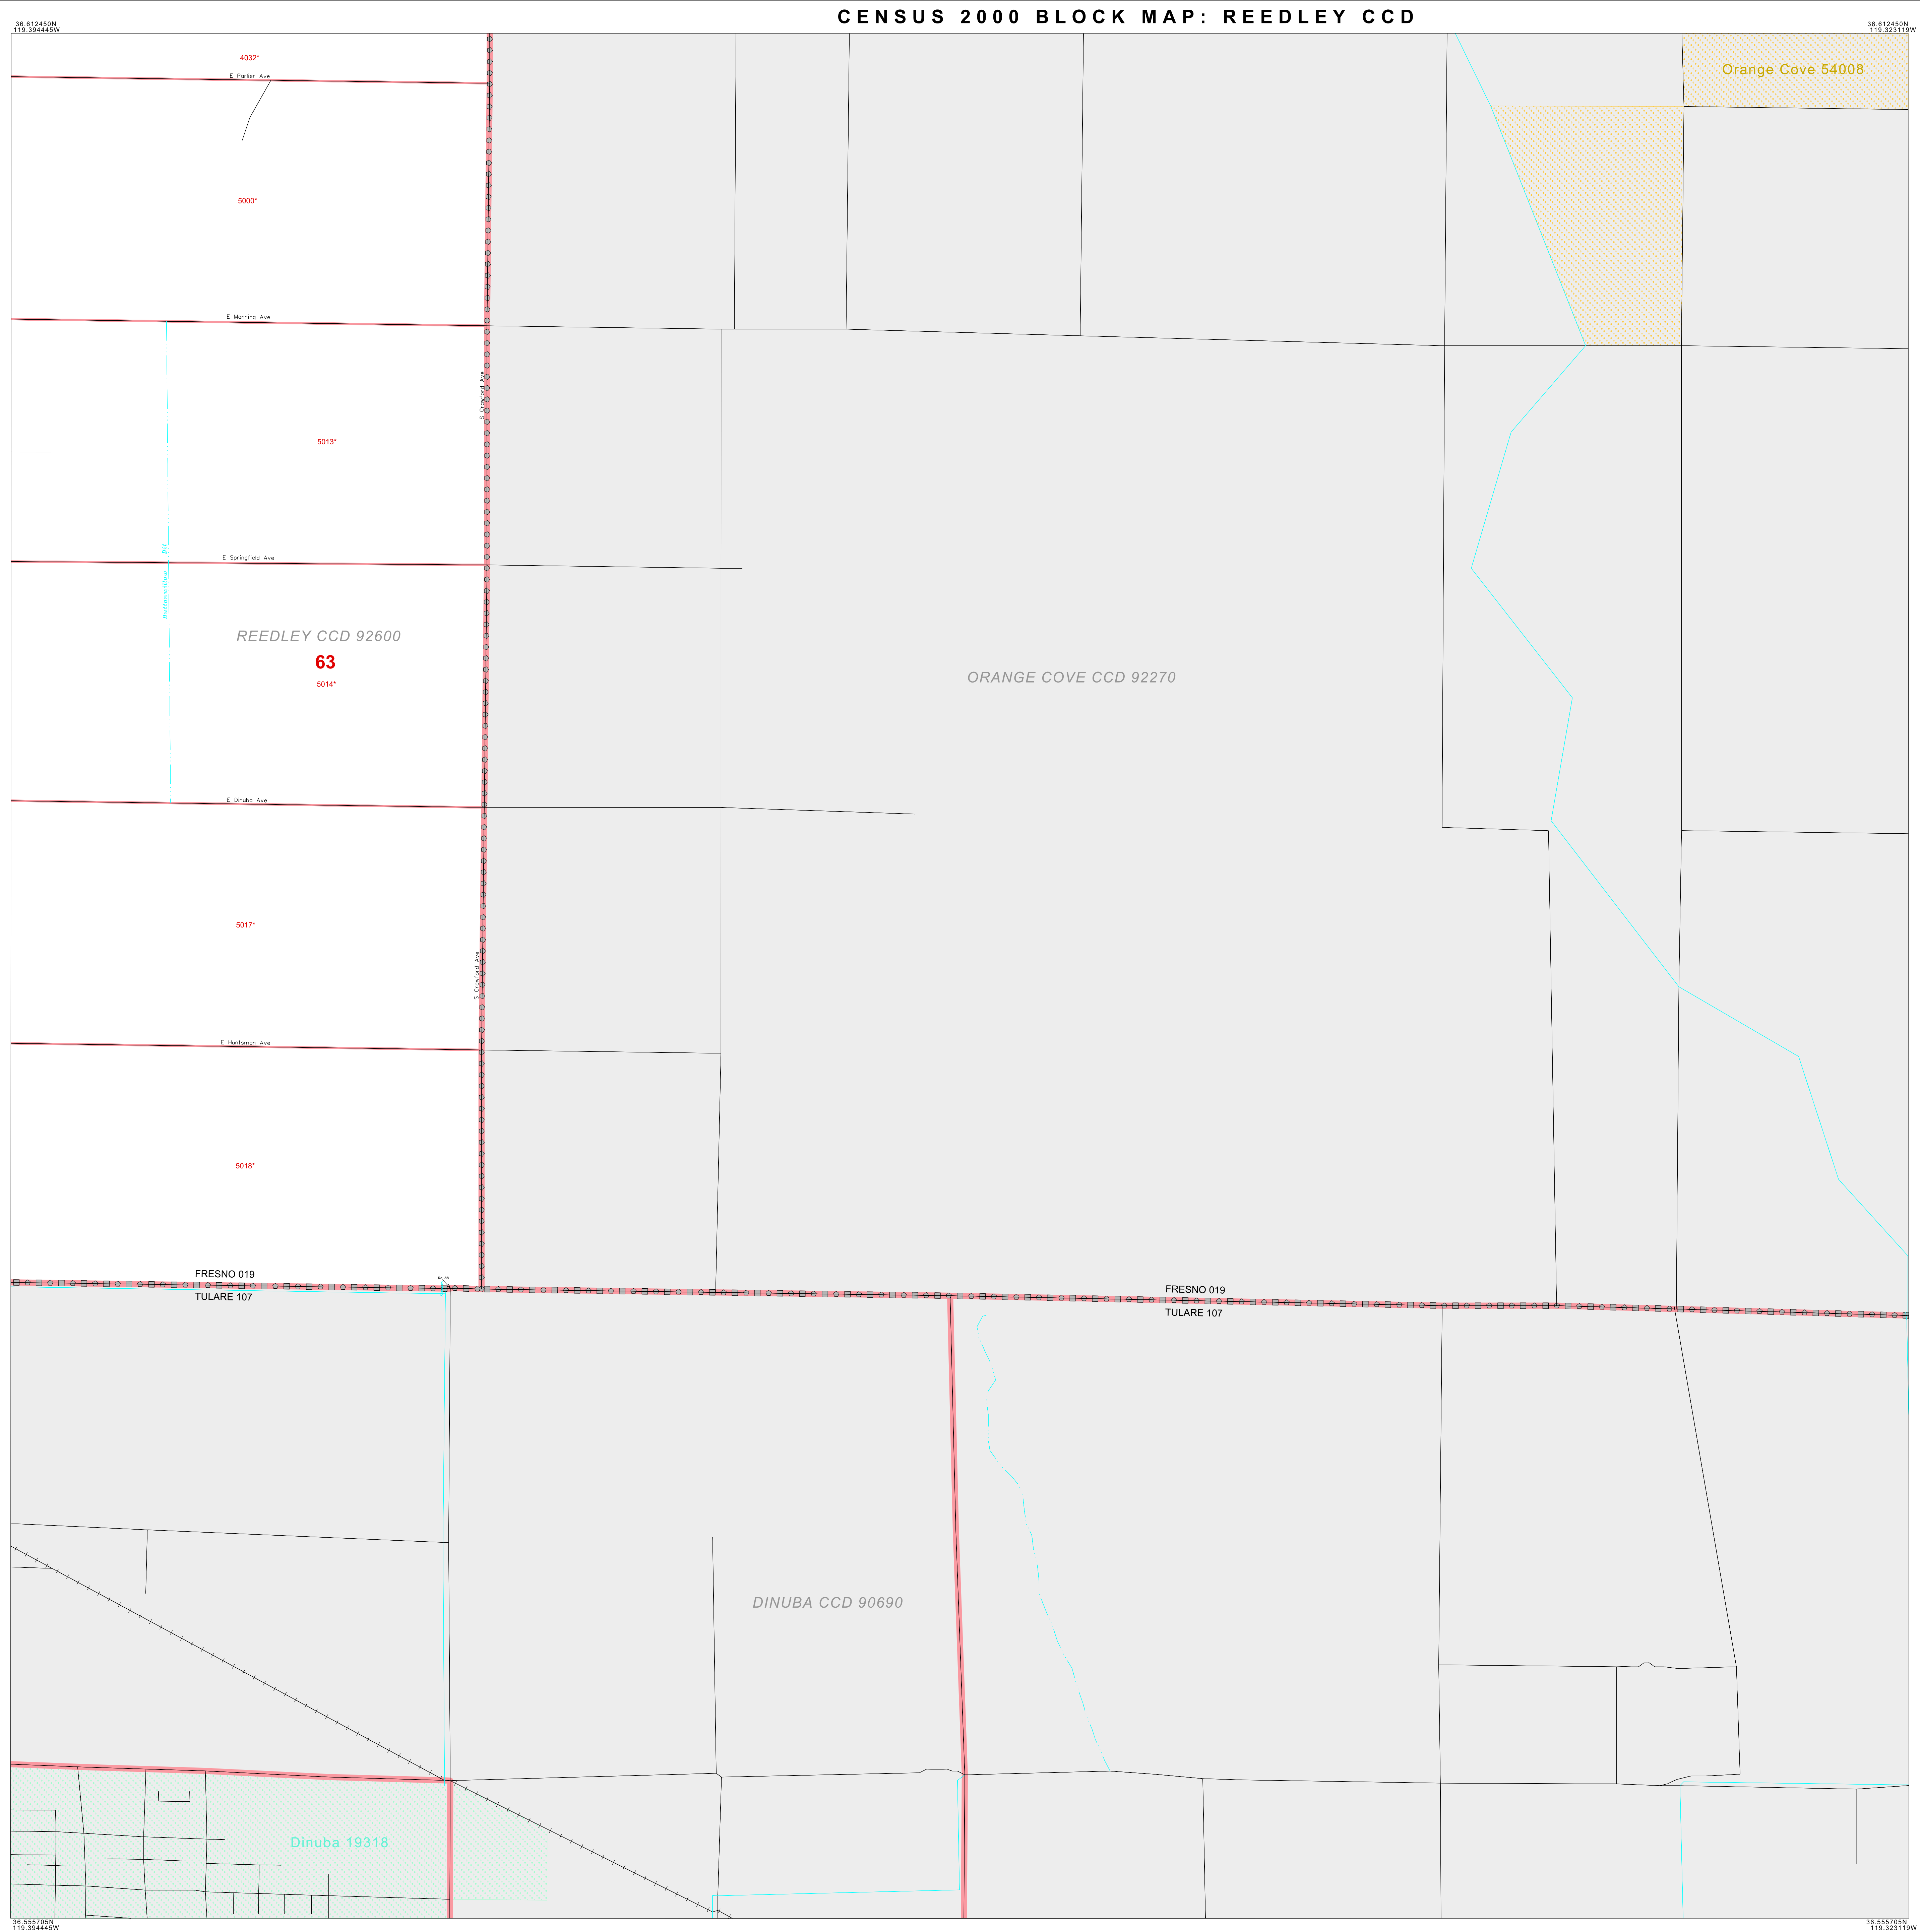 CENSUS 2000 BLOCK MAP: REEDLEY CCD
36.612450N
119.394445W
36.612450N
119.323119W
4032*
E Parlier Ave
Orange Cove 54008
5000*
E Manning Ave
S Crawford Ave
5013*
E Springfield Ave
REEDLEY CCD 92600
63
5014*
ORANGE COVE CCD 92270
E Dinuba Ave
5017*
S Crawford Ave
E Huntsman Ave
5018*
FRESNO 019
TULARE 107
FRESNO 019
TULARE 107
DINUBA CCD 90690
Dinuba 19318
36.555705N
119.394445W
36.555705N
119.323119W